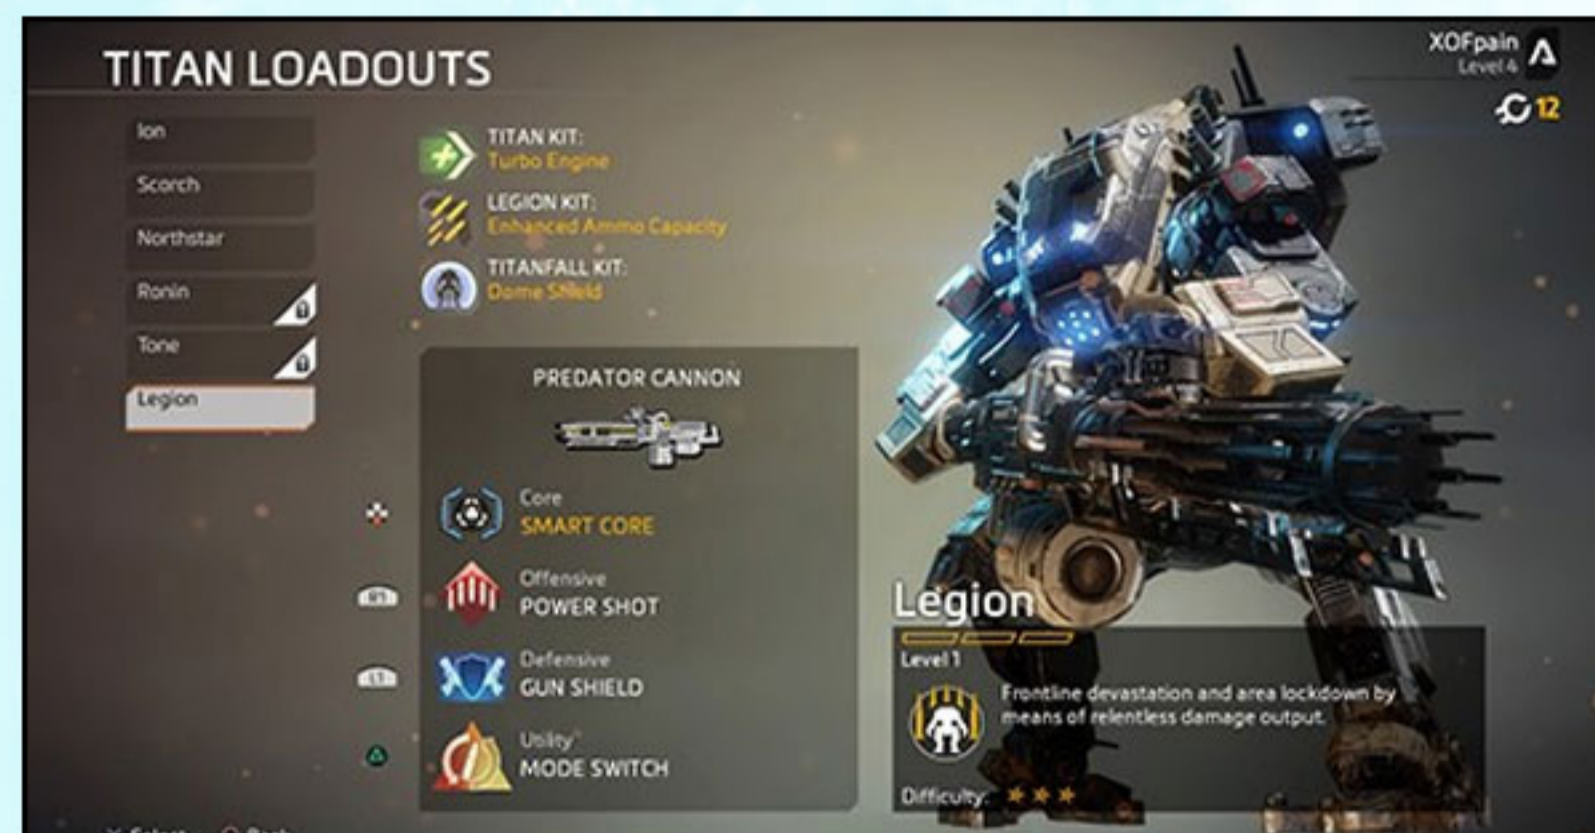 TITAN LOADOUTS
XOFpain
Level 4
12
Ion
Scorch
Northstar
Ronin
Tone
Legion
TITAN KIT:
Turbo Engine
LEGION KIT:
Enhanced Ammo Capacity
TITANFALL KIT:
Dome Shield
PREDATOR CANNON
Core
SMART CORE
R1
Offensive
POWER SHOT
L1
Defensive
GUN SHIELD
Utility
MODE SWITCH
Legion
Level 1
Frontline devastation and area lockdown by
means of relentless damage output.
Difficulty: